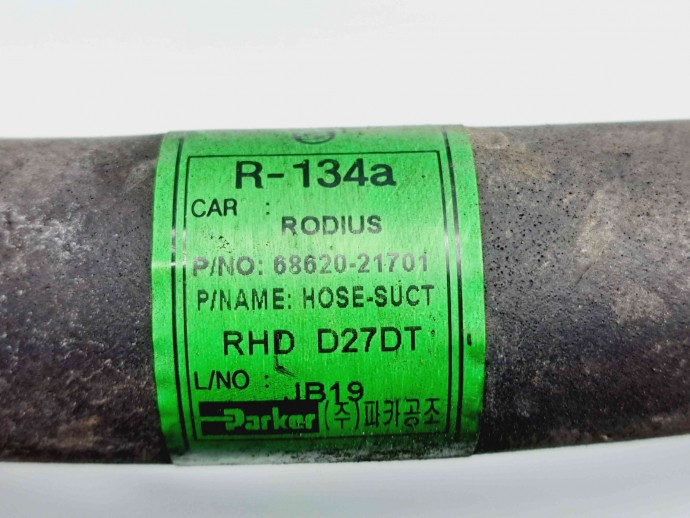 R-134a
CAR :
RODIUS
P/NO: 68620-21701
P/NAME: HOSE-SUCT
RHD D27DT
L/NO : JB19
Parker (주)파카공조